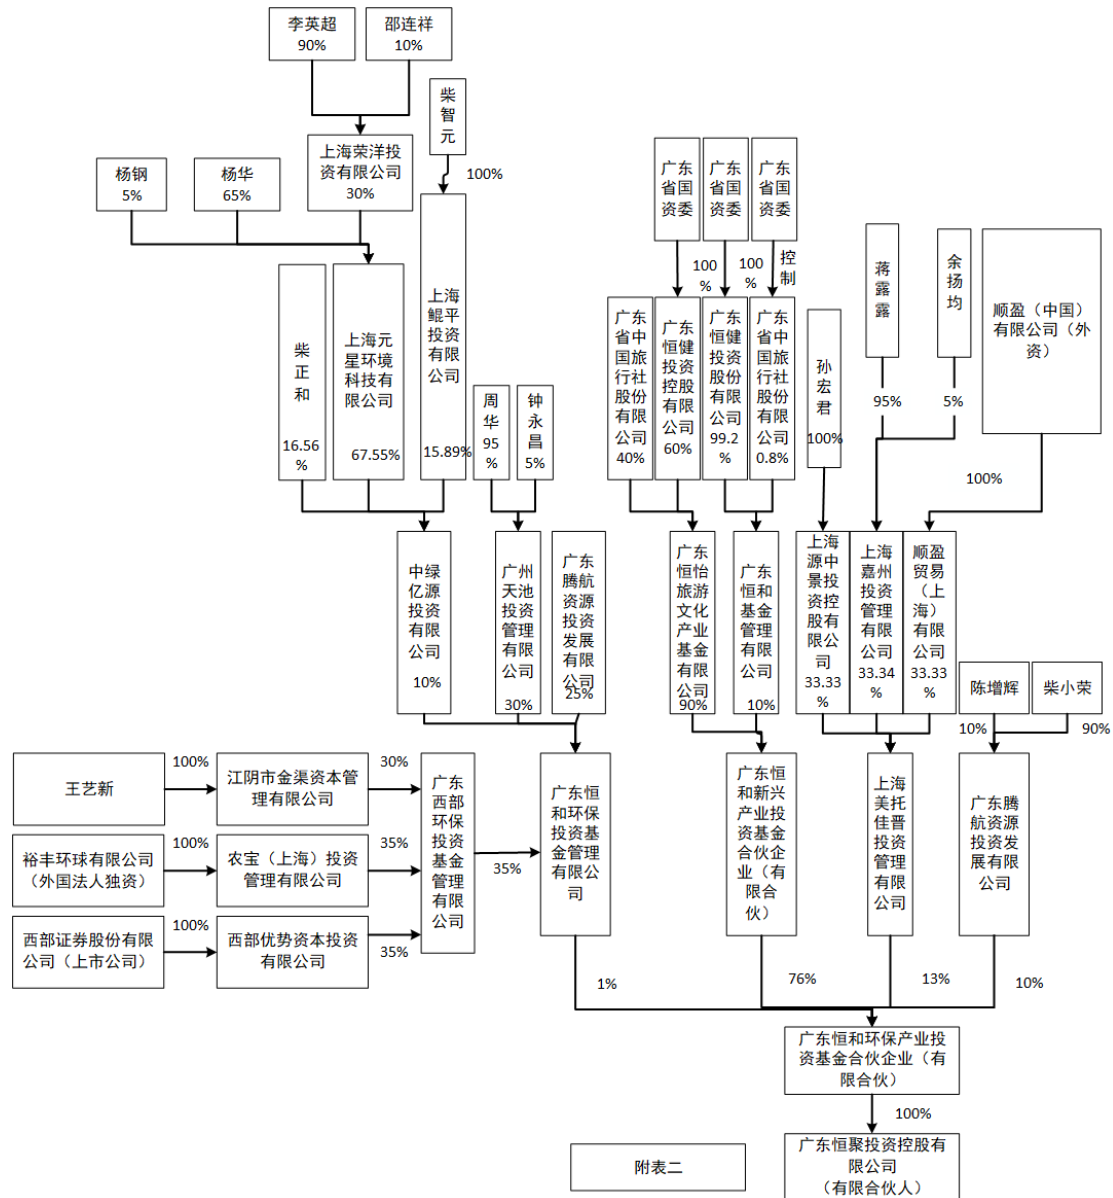 李英超
90%
邵连祥
10%
柴
智
元
上海荣洋投
资有限公司
30%
100%
杨钢
5%
杨华
65%
广东
省国
资委
广东
省国
资委
广东
省国
资委
100
%
100
%
控
制
蒋
露
露
余
扬
均
顺盈（中国）
有限公司（外
资）
柴
正
和
16.56
%
上海元
星环境
科技有
限公司
67.55%
上海
鲲平
投资
有限
公司
15.89%
周
华
95
%
钟
永
昌
5%
广东
省中
国旅
行社
股份
有限
公司
40%
广东
恒健
投资
控股
有限
公司
60%
广东
恒健
投资
股份
有限
公司
99.2
%
广东
省中
国旅
行社
股份
有限
公司
0.8%
孙
宏
君
100%
95%
5%
100%
中绿
亿源
投资
有限
公司
10%
广州
天池
投资
管理
有限
公司
30%
广东
腾航
资源
投资
发展
有限
公司
25%
广东
恒怡
旅游
文化
产业
基金
有限
公司
90%
广东
恒和
基金
管理
有限
公司
10%
上海
源中
景投
资控
股有
限公
司
33.33
%
上海
嘉州
投资
管理
有限
公司
33.34
%
顺盈
贸易
（上
海）
有限
公司
33.33
%
陈增辉
柴小荣
10%
90%
王艺新
100%
江阴市金渠资本管
理有限公司
30%
裕丰环球有限公司
（外国法人独资）
100%
农宝（上海）投资
管理有限公司
35%
西部证券股份有限
公司（上市公司）
100%
西部优势资本投资
有限公司
35%
广东
西部
环保
投资
基金
管理
有限
公司
35%
广东恒
和环保
投资基
金管理
有限公
司
广东恒
和新兴
产业投
资基金
合伙企
业（有
限合
伙）
上海
美托
佳晋
投资
管理
有限
公司
广东腾
航资源
投资发
展有限
公司
1%
76%
13%
10%
广东恒和环保产业投
资基金合伙企业（有
限合伙）
100%
附表二
广东恒聚投资控股有
限公司
（有限合伙人）